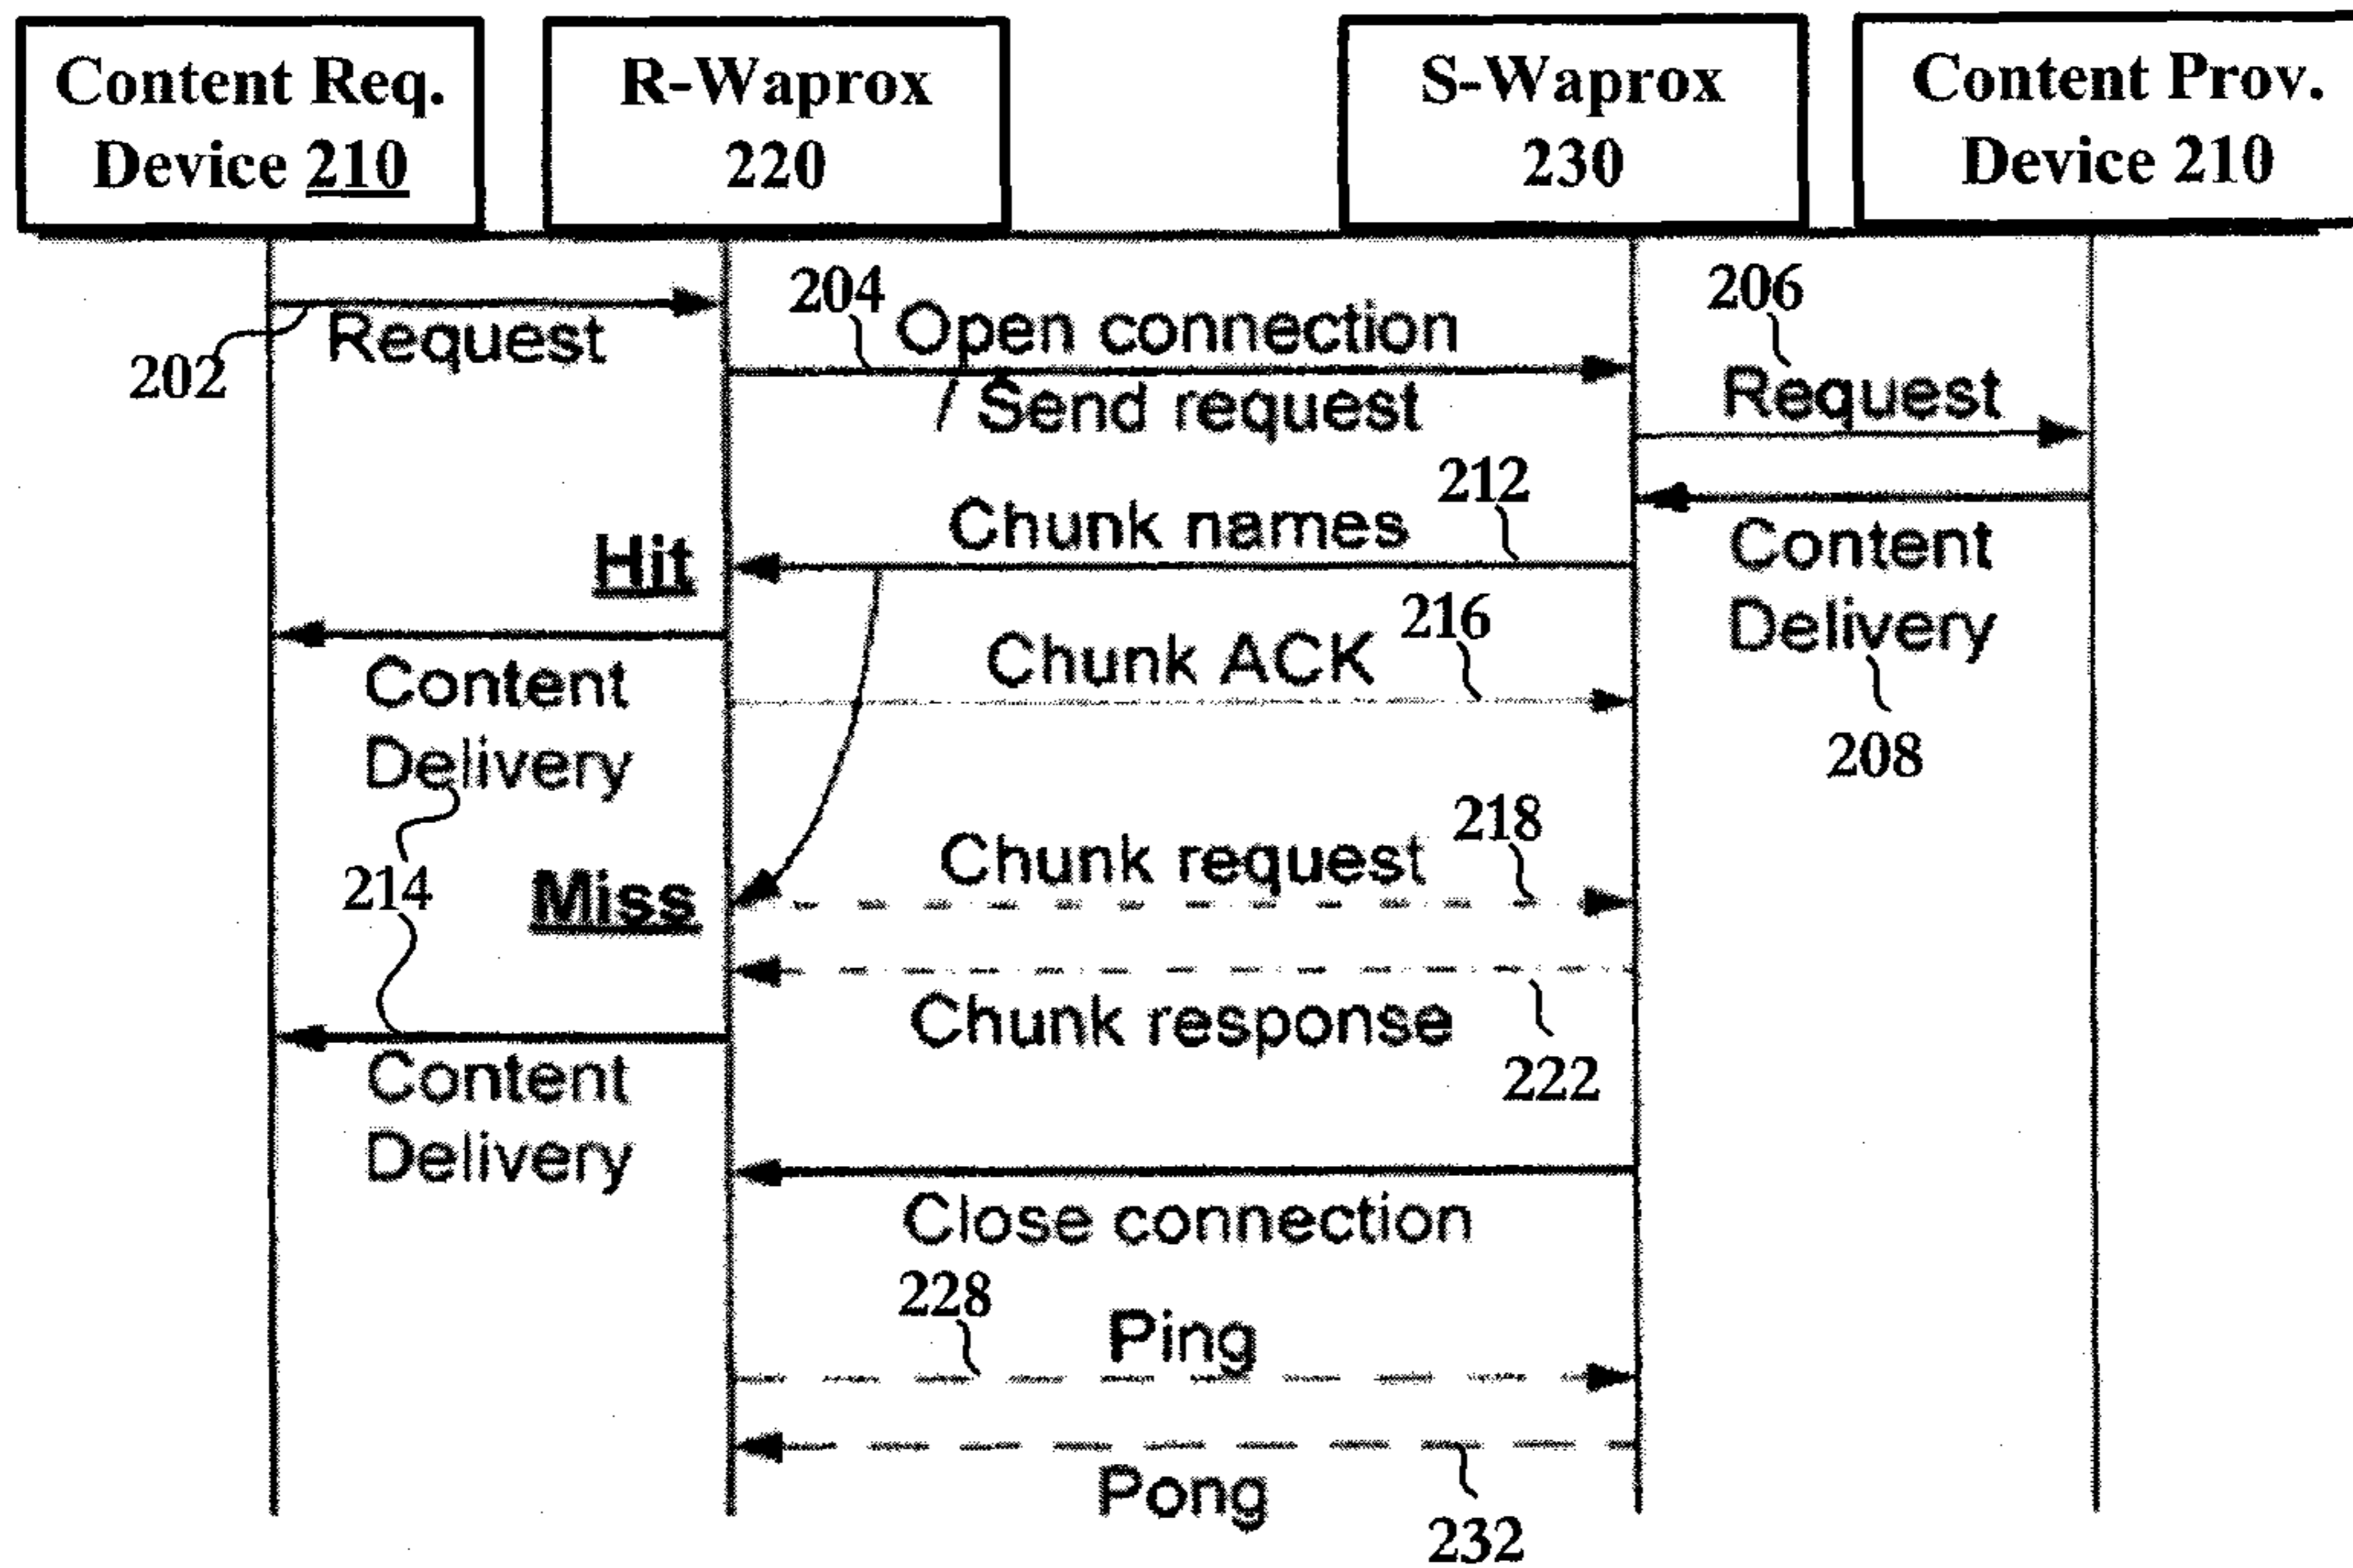 Content Req.
Device 210
R-Waprox
220
S-Waprox
230
Content Prov.
Device 210
202
Request
204
Open connection
/ Send request
206
Request
212
Chunk names
Hit
Content
Delivery
208
Content
Delivery
214
216
Chunk ACK
218
Chunk request
Miss
Chunk response
222
Content
Delivery
Close connection
228
Ping
Pong
232